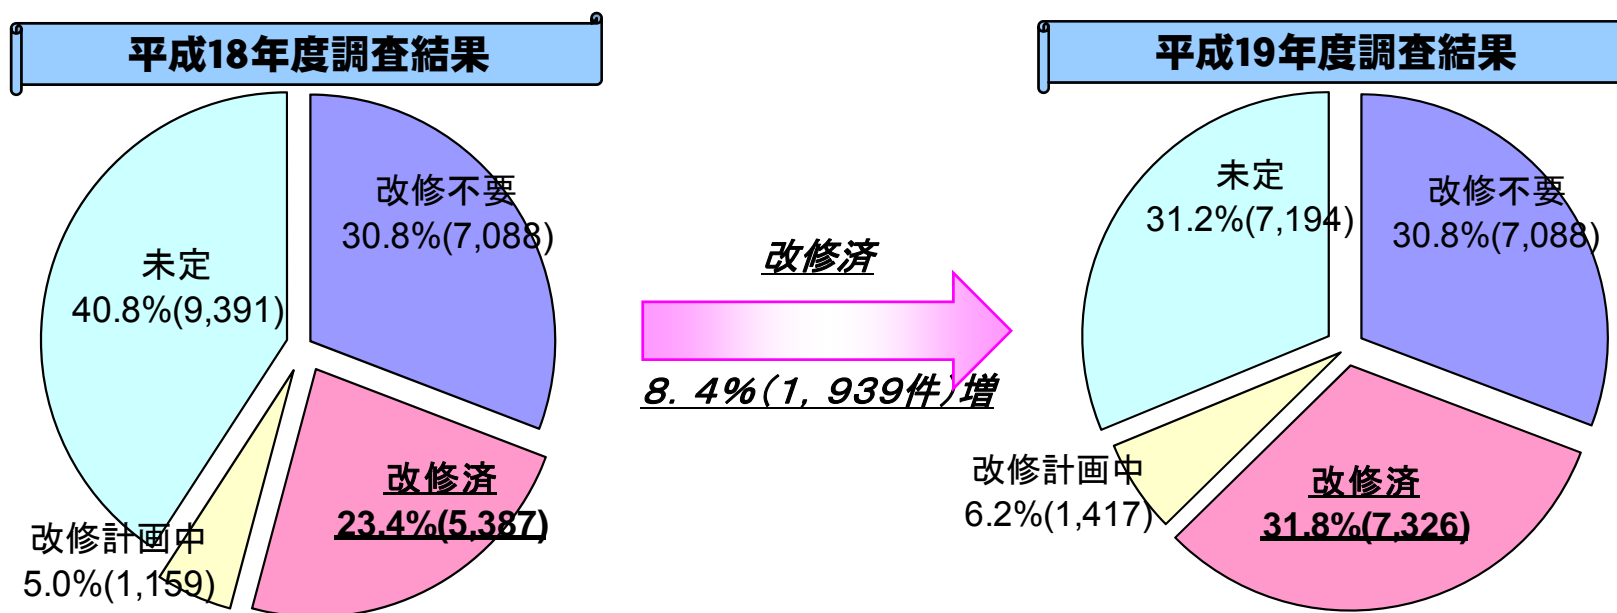 平成18年度調査結果
未定
40.8%(9,391)
改修不要
30.8%(7,088)
改修済
23.4%(5,387)
改修計画中
5.0%(1,159)
改修済
８．４％（１，９３９件）増
平成19年度調査結果
未定
31.2%(7,194)
改修不要
30.8%(7,088)
改修計画中
6.2%(1,417)
改修済
31.8%(7,326)